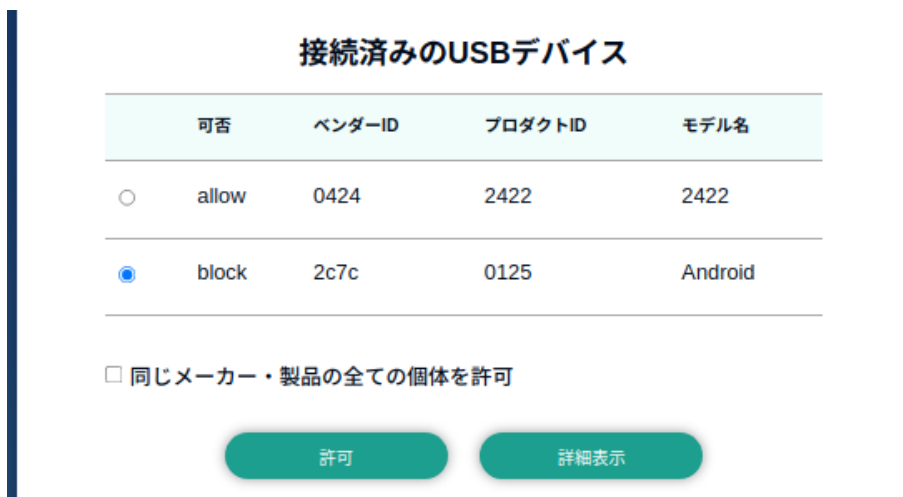 接続済みのUSBデバイス
可否 ベンダーID プロダクトID モデル名
allow 0424 2422 2422
block 2c7c 0125 Android
同じメーカー・製品の全ての個体を許可
許可 詳細表示